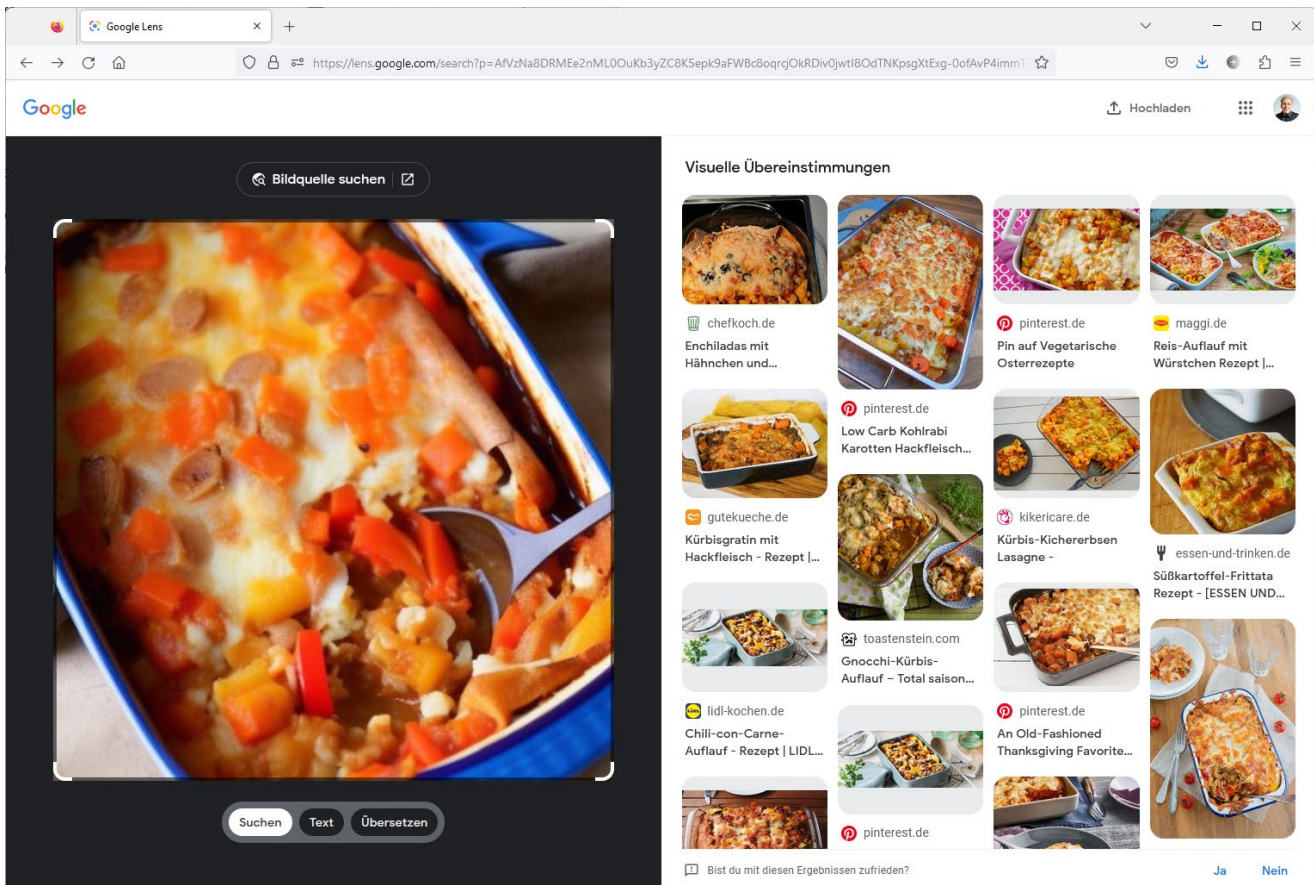 Google Lens
https://lens.google.com/search?p=AfVzNa8DRMEe2nML0OuKb3yZC8K5epk9aFWBc8oqrcjOkRDiv0jwtI8OdTNKpsgXtExg-0ofAvP4immT
Google
Hochladen
Bildquelle suchen
Suchen
Text
Übersetzen
Visuelle Übereinstimmungen
chefkoch.de
Enchiladas mit
Hähnchen und...
gutekueche.de
Kürbisgratin mit
Hackfleisch - Rezept |...
lidl-kochen.de
Chili-con-Carne-
Auflauf - Rezept | LIDL...
pinterest.de
Low Carb Kohlrabi
Karotten Hackfleisch...
toastenstein.com
Gnocchi-Kürbis-
Auflauf – Total saison...
pinterest.de
pinterest.de
Pin auf Vegetarische
Osterrezepte
kikericare.de
Kürbis-Kichererbsen
Lasagne -
pinterest.de
An Old-Fashioned
Thanksgiving Favorite...
maggi.de
Reis-Auflauf mit
Würstchen Rezept |...
essen-und-trinken.de
Süßkartoffel-Frittata
Rezept - [ESSEN UND...
Bist du mit diesen Ergebnissen zufrieden?
Ja
Nein